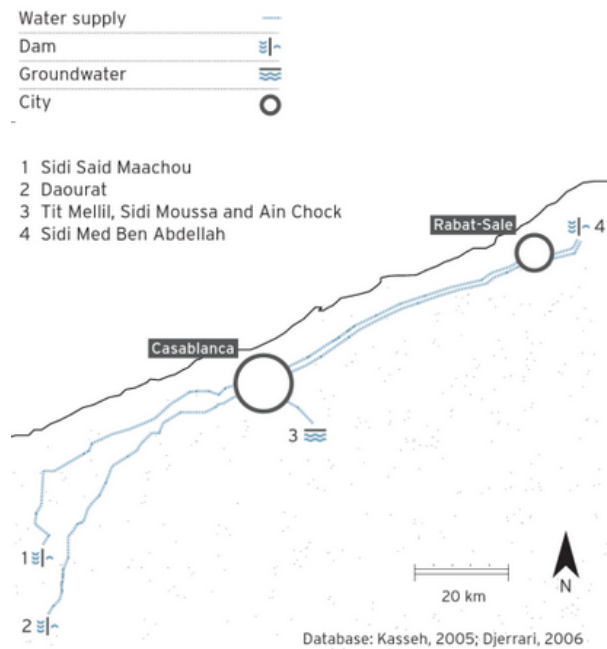 Water supply
Dam
Groundwater
City
1 Sidi Said Maachou
2 Daourat
3 Tit Mellil, Sidi Moussa and Ain Chock
4 Sidi Med Ben Abdellah
Rabat-Sale
4
Casablanca
3
1
2
20 km
N
Database: Kasseh, 2005; Djerrari, 2006